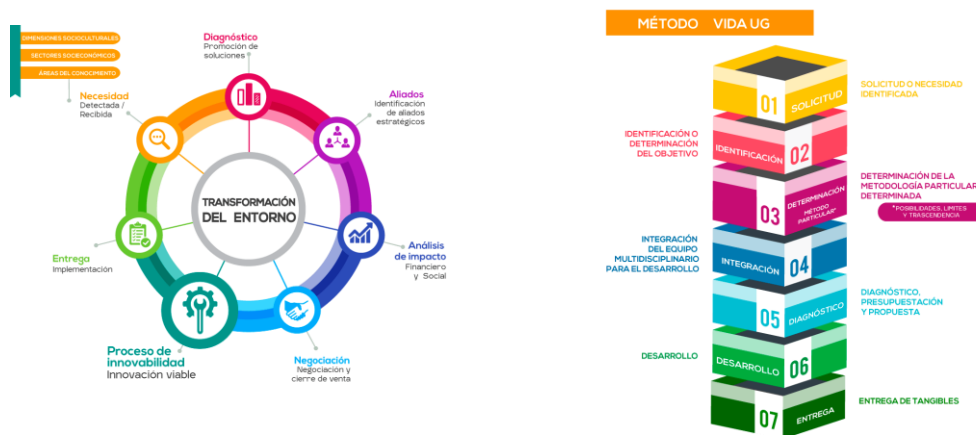 DIMENSIONES SOCIOCULTURALES
SECTORES SOCIECONÓMICOS
ÁREAS DEL CONOCIMIENTO
Necesidad
Detectada /
Recibida
Diagnóstico
Promoción de
soluciones
Aliados
Identificación
de aliados
estratégicos
Análisis
de impacto
Financiero
y Social
Negociación
Negociación y
cierre de venta
Proceso de
innovabilidad
Innovación viable
Entrega
Implementación
TRANSFORMACIÓN
DEL ENTORNO
MÉTODO VIDA UG
01 SOLICITUD
SOLICITUD O NECESIDAD
IDENTIFICADA
IDENTIFICACIÓN O
DETERMINACIÓN
DEL OBJETIVO
IDENTIFICACIÓN 02
03 DETERMINACIÓN
MÉTODO
PARTICULAR*
DETERMINACIÓN DE LA
METODOLOGÍA PARTICULAR
DETERMINADA
*POSIBILIDADES, LIMITES
Y TRASCENDENCIA
INTEGRACIÓN
DEL EQUIPO
MULTIDISCIPLINARIO
PARA EL DESARROLLO
INTEGRACIÓN 04
05 DIAGNÓSTICO
DIAGNÓSTICO,
PRESUPUESTACIÓN
Y PROPUESTA
DESARROLLO
DESARROLLO 06
07 ENTREGA
ENTREGA DE TANGIBLES